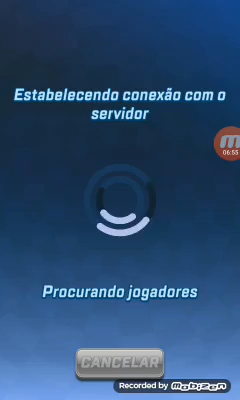 Estabelecendo conexão com o
servidor
06:55
Procurando jogadores
CANCELAR
Recorded by Mobizen